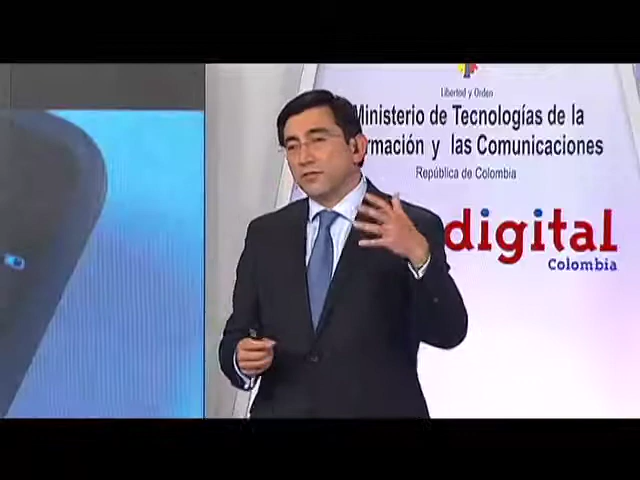 Libertad y Orden
Ministerio de Tecnologías de la
rmación y las Comunicaciones
República de Colombia
digital
Colombia